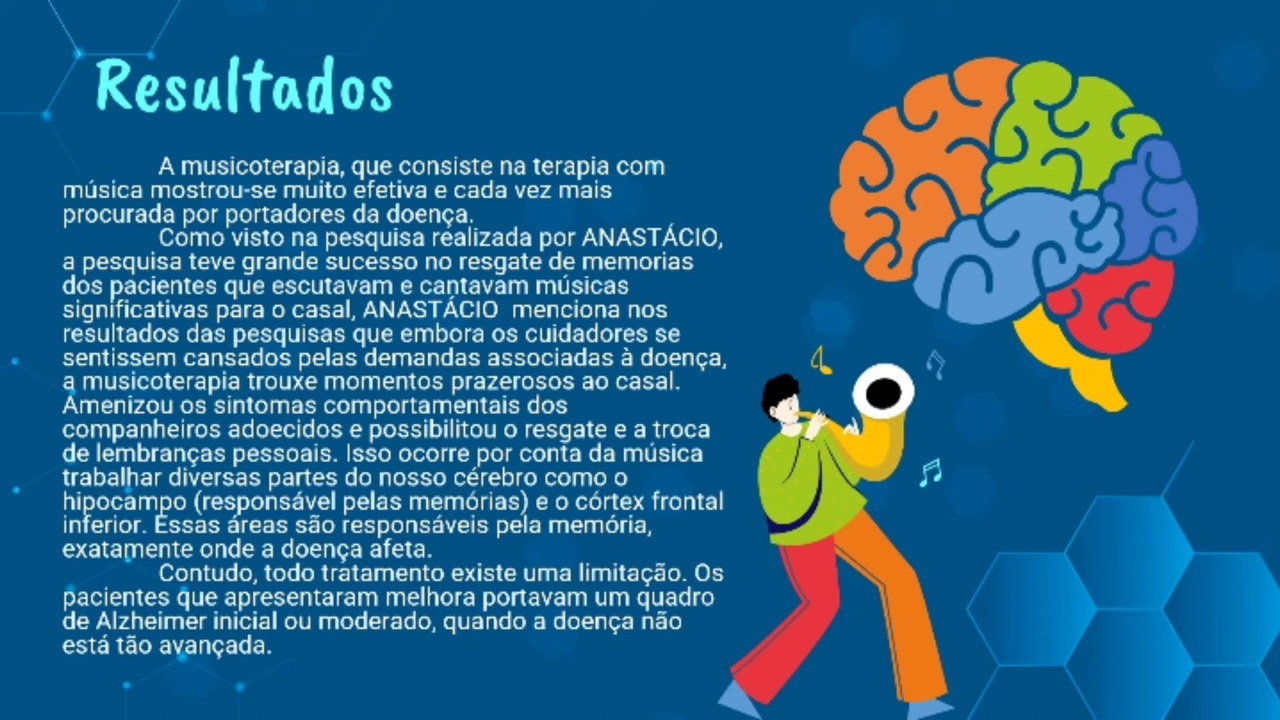 Resultados
A musicoterapia, que consiste na terapia com
música mostrou-se muito efetiva e cada vez mais
procurada por portadores da doença.
Como visto na pesquisa realizada por ANASTÁCIO,
a pesquisa teve grande sucesso no resgate de memorias
dos pacientes que escutavam e cantavam músicas
significativas para o casal, ANASTÁCIO  menciona nos
resultados das pesquisas que embora os cuidadores se
sentissem cansados pelas demandas associadas à doença,
a musicoterapia trouxe momentos prazerosos ao casal.
Amenizou os sintomas comportamentais dos
companheiros adoecidos e possibilitou o resgate e a troca
de lembranças pessoais. Isso ocorre por conta da música
trabalhar diversas partes do nosso cérebro como o
hipocampo (responsável pelas memórias) e o córtex frontal
inferior. Essas áreas são responsáveis pela memória,
exatamente onde a doença afeta.
Contudo, todo tratamento existe uma limitação. Os
pacientes que apresentaram melhora portavam um quadro
de Alzheimer inicial ou moderado, quando a doença não
está tão avançada.